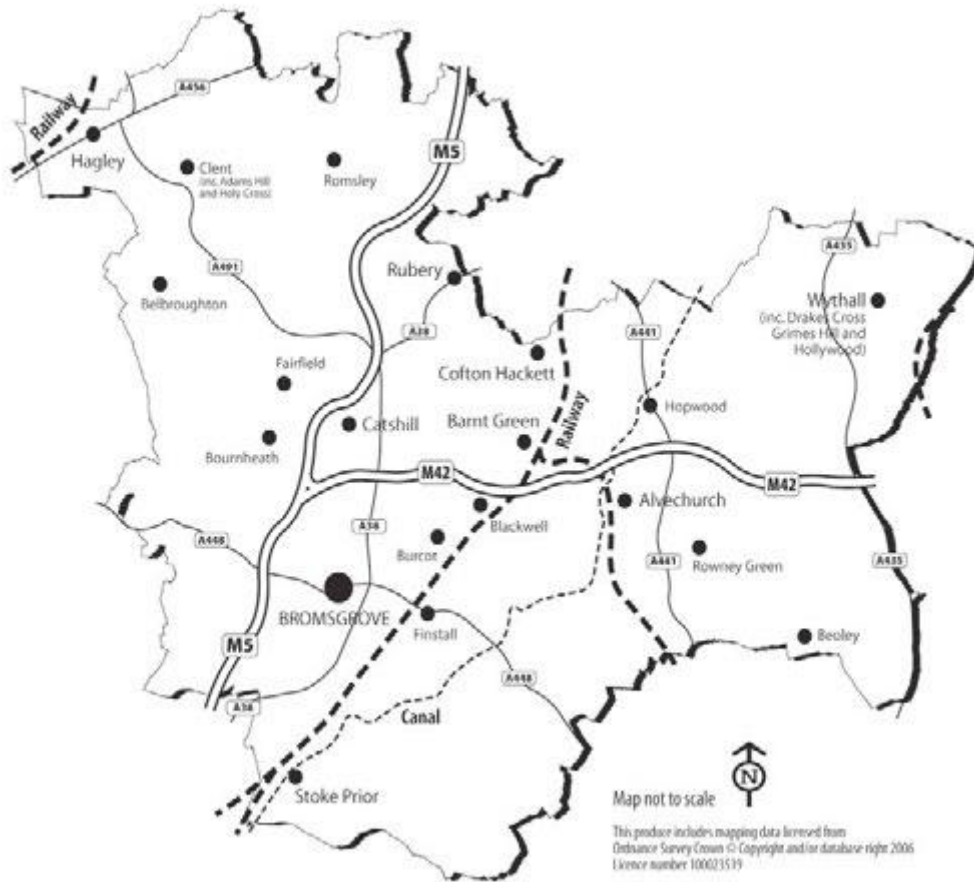 A456
Railway
Hagley
Clent
(inc. Adams Hill
and Holy Cross)
Romsley
M5
A491
Rubery
A435
Belbroughton
Wythall
(inc. Drakes Cross
Grimes Hill and
Hollywood)
A38
A441
Cofton Hackett
Fairfield
Hopwood
Catshill
Barnt Green
Railway
Bournheath
M42
M42
Alvechurch
Blackwell
A38
A448
Burcot
Rowney Green
A441
A435
BROMSGROVE
Finstall
M5
Beoley
A448
A38
Canal
Stoke Prior
N
Map not to scale
This produce includes mapping data licensed from
Ordnance Survey Crown © Copyright and/or database right 2006
Licence number 100023519